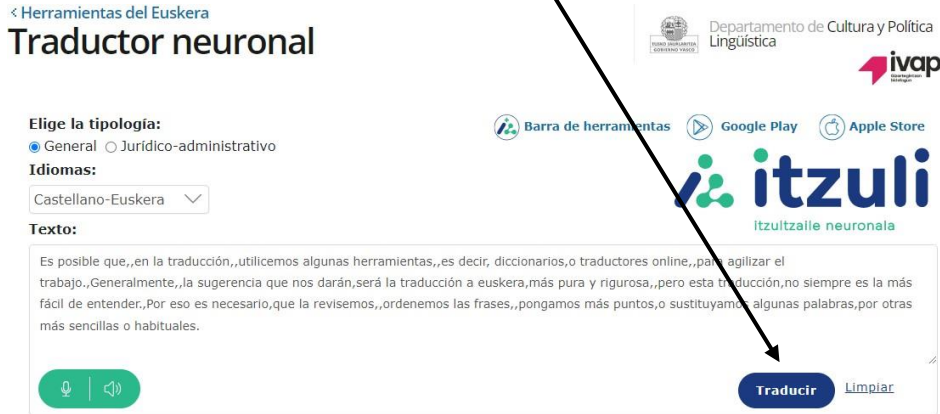 < Herramientas del Euskera
Traductor neuronal
Departamento de Cultura y Política
Lingüística
ivap
Elige la tipología:
General Jurídico-administrativo
Barra de herramientas Google Play Apple Store
Idiomas:
Castellano-Euskera
itzuli
itzultzaile neuronala
Texto:
Es posible que,,en la traducción,,utilicemos algunas herramientas,,es decir, diccionarios,o traductores online,,para agilizar el
trabajo.,Generalmente,,la sugerencia que nos darán,será la traducción a euskera,más pura y rigurosa,,pero esta traducción,no siempre es la más
fácil de entender.,Por eso es necesario,que la revisemos,,ordenemos las frases,,pongamos más puntos,o sustituyamos algunas palabras,por otras
más sencillas o habituales.
Traducir Limpiar